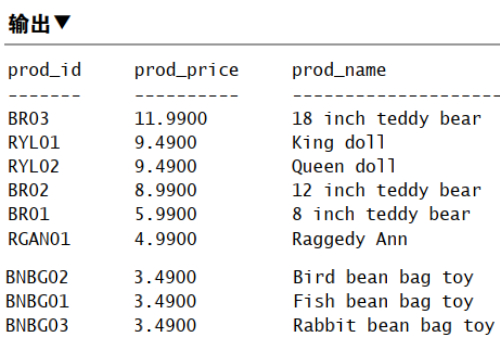 输出▼
prod_id prod_price prod_name
------- ---------- --------------------
BR03 11.9900 18 inch teddy bear
RYL01 9.4900 King doll
RYL02 9.4900 Queen doll
BR02 8.9900 12 inch teddy bear
BR01 5.9900 8 inch teddy bear
RGAN01 4.9900 Raggedy Ann
BNBG02 3.4900 Bird bean bag toy
BNBG01 3.4900 Fish bean bag toy
BNBG03 3.4900 Rabbit bean bag toy